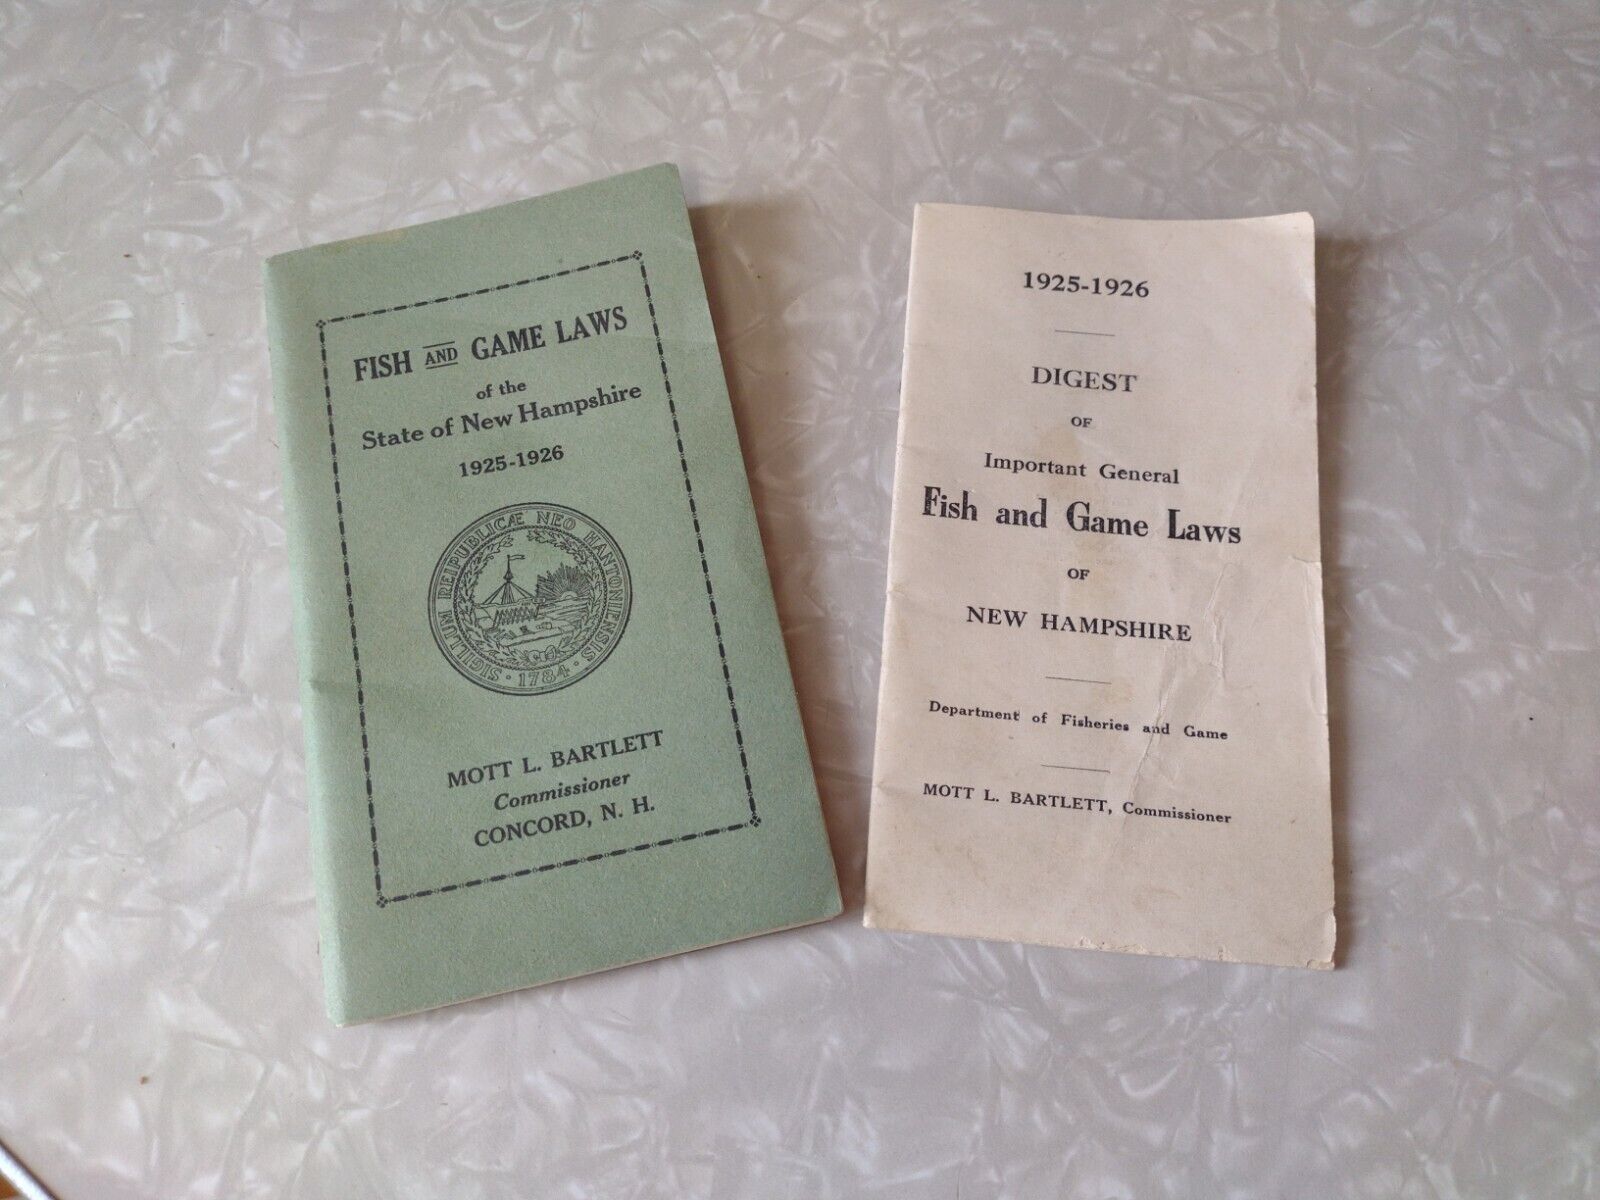 FISH AND GAME LAWS
of the
State of New Hampshire
1925-1926
SIGILLUM REIPUBLICÆ NEO HANTONIENSIS
· 1784 ·
MOTT L. BARTLETT
Commissioner
CONCORD, N. H.
1925-1926
DIGEST
OF
Important General
Fish and Game Laws
OF
NEW HAMPSHIRE
Department of Fisheries and Game
MOTT L. BARTLETT, Commissioner